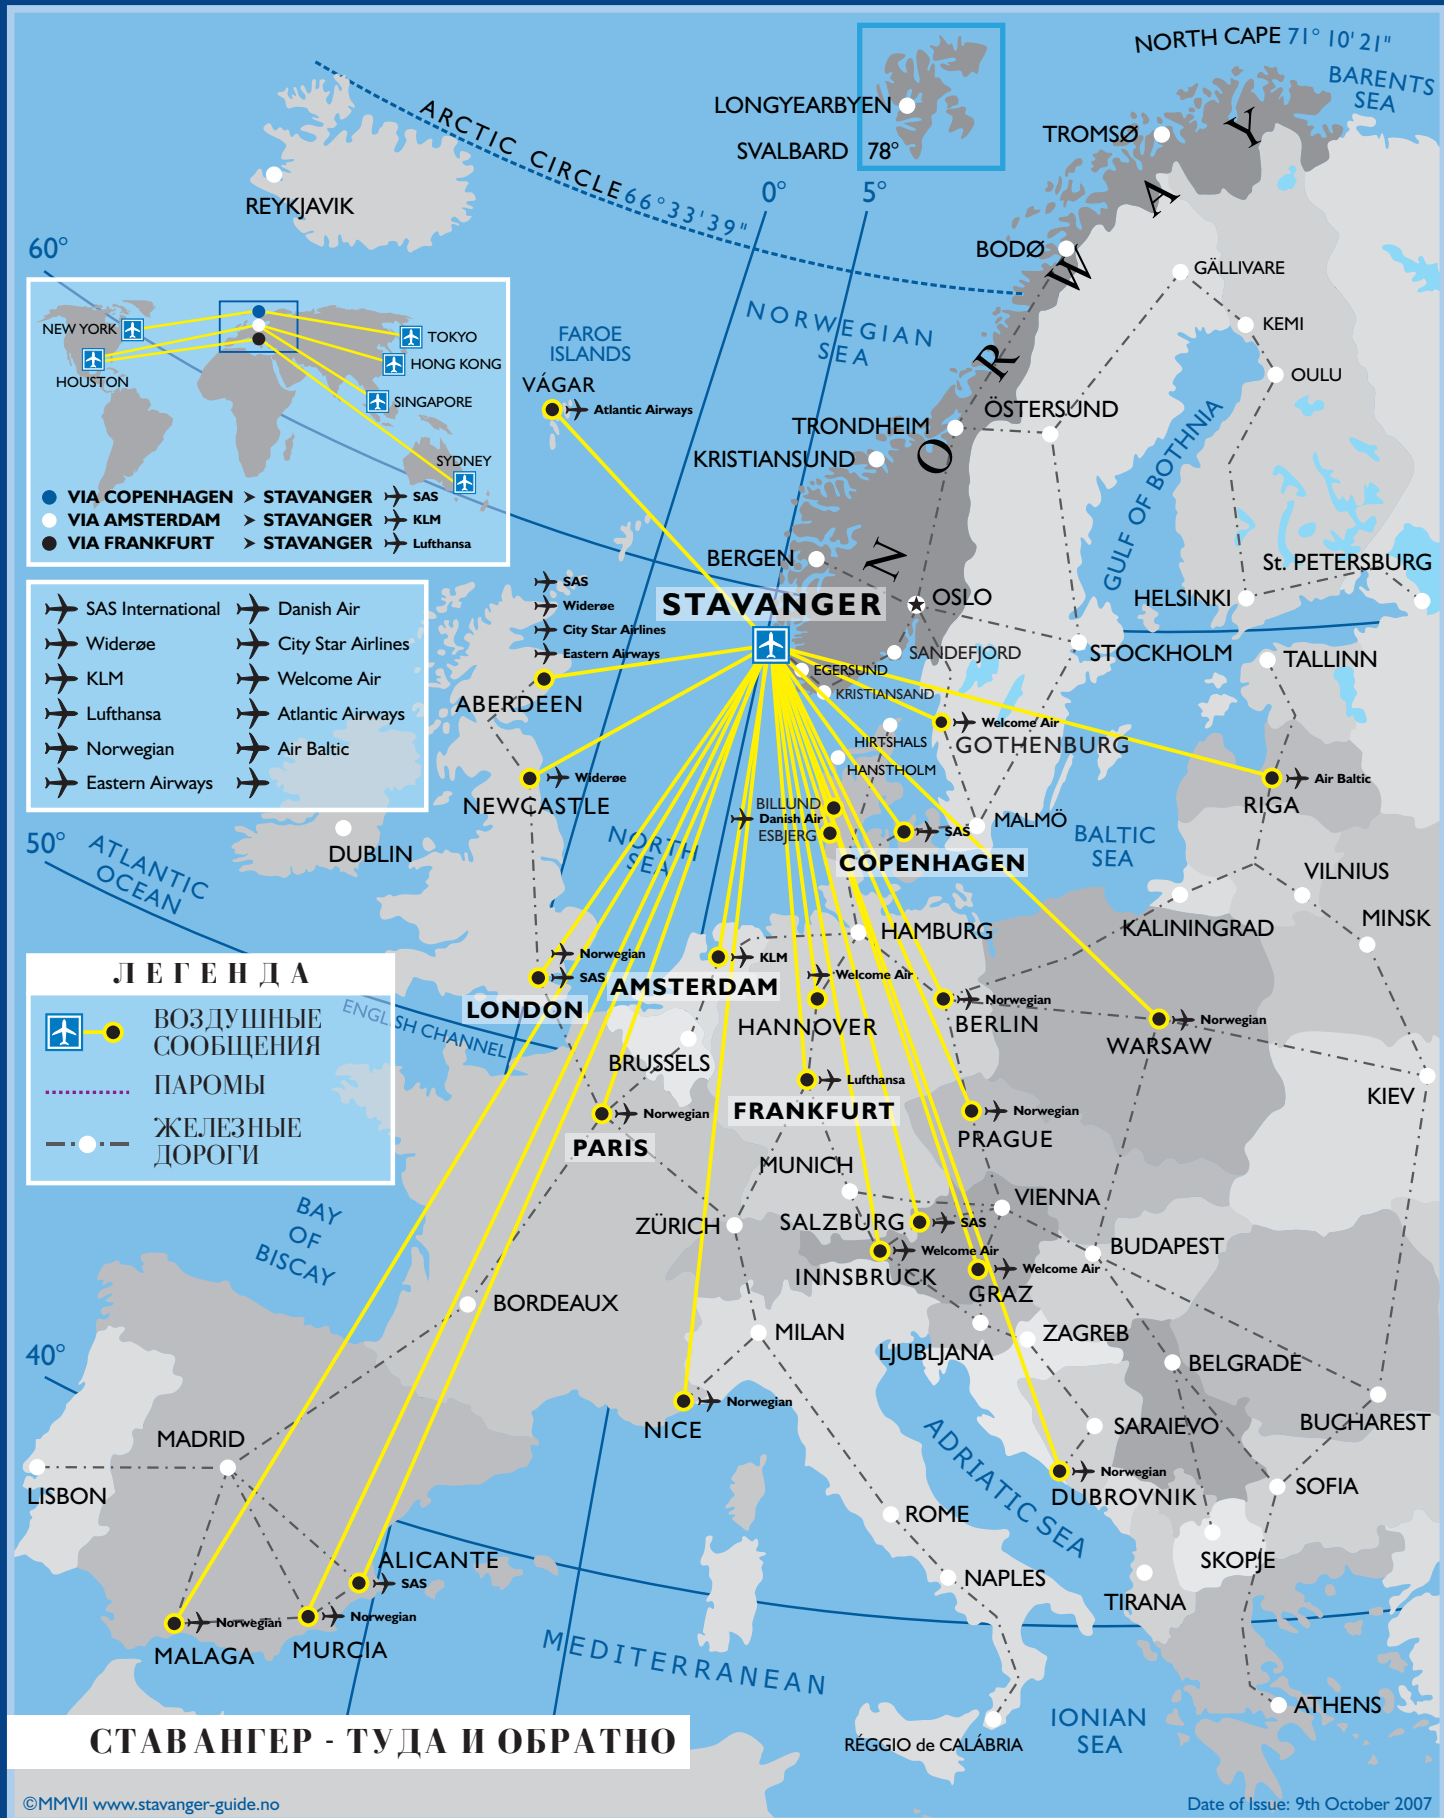 NORTH CAPE 71° 10' 21"
BARENTS
SEA
LONGYEARBYEN
SVALBARD 78°
TROMSØ
ARCTIC CIRCLE 66°33'39"
0°
5°
REYKJAVIK
60°
BODØ
NORWAY
GÄLLIVARE
KEMI
OULU
NORWEGIAN
SEA
FAROE
ISLANDS
VÁGAR
Atlantic Airways
NEW YORK
HOUSTON
TOKYO
HONG KONG
SINGAPORE
SYDNEY
VIA COPENHAGEN > STAVANGER SAS
VIA AMSTERDAM > STAVANGER KLM
VIA FRANKFURT > STAVANGER Lufthansa
TRONDHEIM
ÖSTERSUND
KRISTIANSUND
GULF OF BOTHNIA
BERGEN
St. PETERSBURG
HELSINKI
STAVANGER
OSLO
STOCKHOLM
TALLINN
SANDEFJORD
EGERSUND
KRISTIANSAND
SAS International
Danish Air
Widerøe
City Star Airlines
KLM
Welcome Air
Lufthansa
Atlantic Airways
Norwegian
Air Baltic
Eastern Airways
SAS
Widerøe
City Star Airlines
Eastern Airways
ABERDEEN
Widerøe
NEWCASTLE
Welcome Air
GOTHENBURG
HIRTSHALS
HANSTHOLM
Air Baltic
RIGA
BILLUND
Danish Air
ESBJERG
SAS
COPENHAGEN
MALMÖ
BALTIC
SEA
NORTH
SEA
50°
ATLANTIC
OCEAN
DUBLIN
VILNIUS
MINSK
KALININGRAD
HAMBURG
ЛЕГЕНДА
ВОЗДУШНЫЕ
СООБЩЕНИЯ
ПАРОМЫ
ЖЕЛЕЗНЫЕ
ДОРОГИ
Norwegian
SAS
LONDON
KLM
AMSTERDAM
Welcome Air
HANNOVER
Norwegian
BERLIN
Norwegian
WARSAW
ENGLISH CHANNEL
BRUSSELS
KIEV
Lufthansa
FRANKFURT
Norwegian
PARIS
Norwegian
PRAGUE
MUNICH
VIENNA
BAY
OF
BISCAY
ZÜRICH
SALZBURG
SAS
Welcome Air
INNSBRUCK
Welcome Air
GRAZ
BUDAPEST
BORDEAUX
MILAN
LJUBLJANA
ZAGREB
BELGRADE
40°
NICE
Norwegian
ADRIATIC SEA
SARAIEVO
BUCHAREST
MADRID
LISBON
Norwegian
DUBROVNIK
SOFIA
ROME
SKOPJE
ALICANTE
SAS
NAPLES
TIRANA
Norwegian
MALAGA
Norwegian
MURCIA
MEDITERRANEAN
ATHENS
IONIAN
SEA
RÉGGIO de CALÁBRIA
СТАВАНГЕР - ТУДА И ОБРАТНО
©MMVII www.stavanger-guide.no
Date of Issue: 9th October 2007